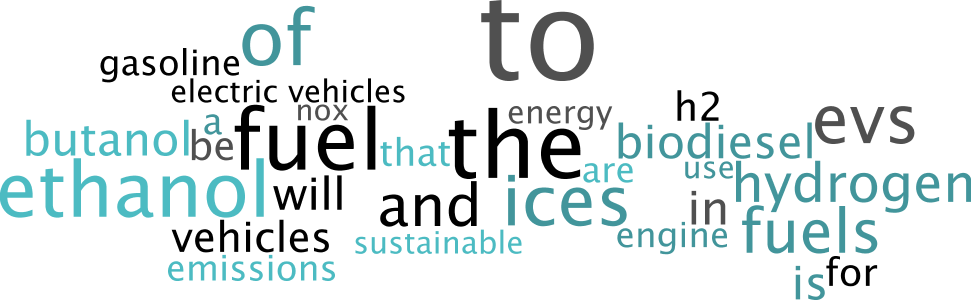 of
to
gasoline
electric vehicles
nox
energy
h2
evs
butanol
a
be
fuel
that
the
are
biodiesel
use
hydrogen
ethanol
will
and
ices
in
fuels
vehicles
sustainable
engine
emissions
is
for